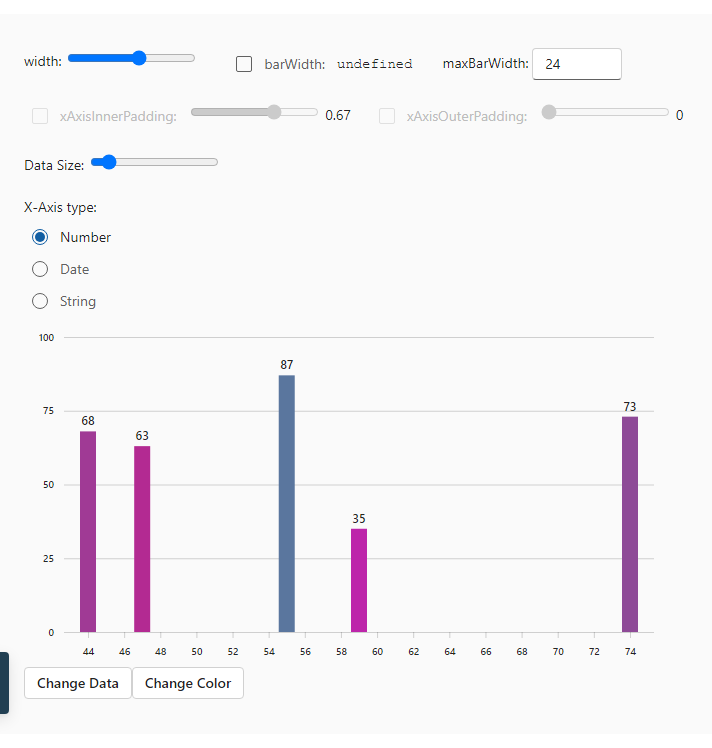 width: barWidth: undefined maxBarWidth: 24
xAxisInnerPadding: 0.67 xAxisOuterPadding: 0
Data Size:
X-Axis type:
Number
Date
String
100
87
75
73
68
63
50
35
25
0
44 46 48 50 52 54 56 58 60 62 64 66 68 70 72 74
Change Data Change Color